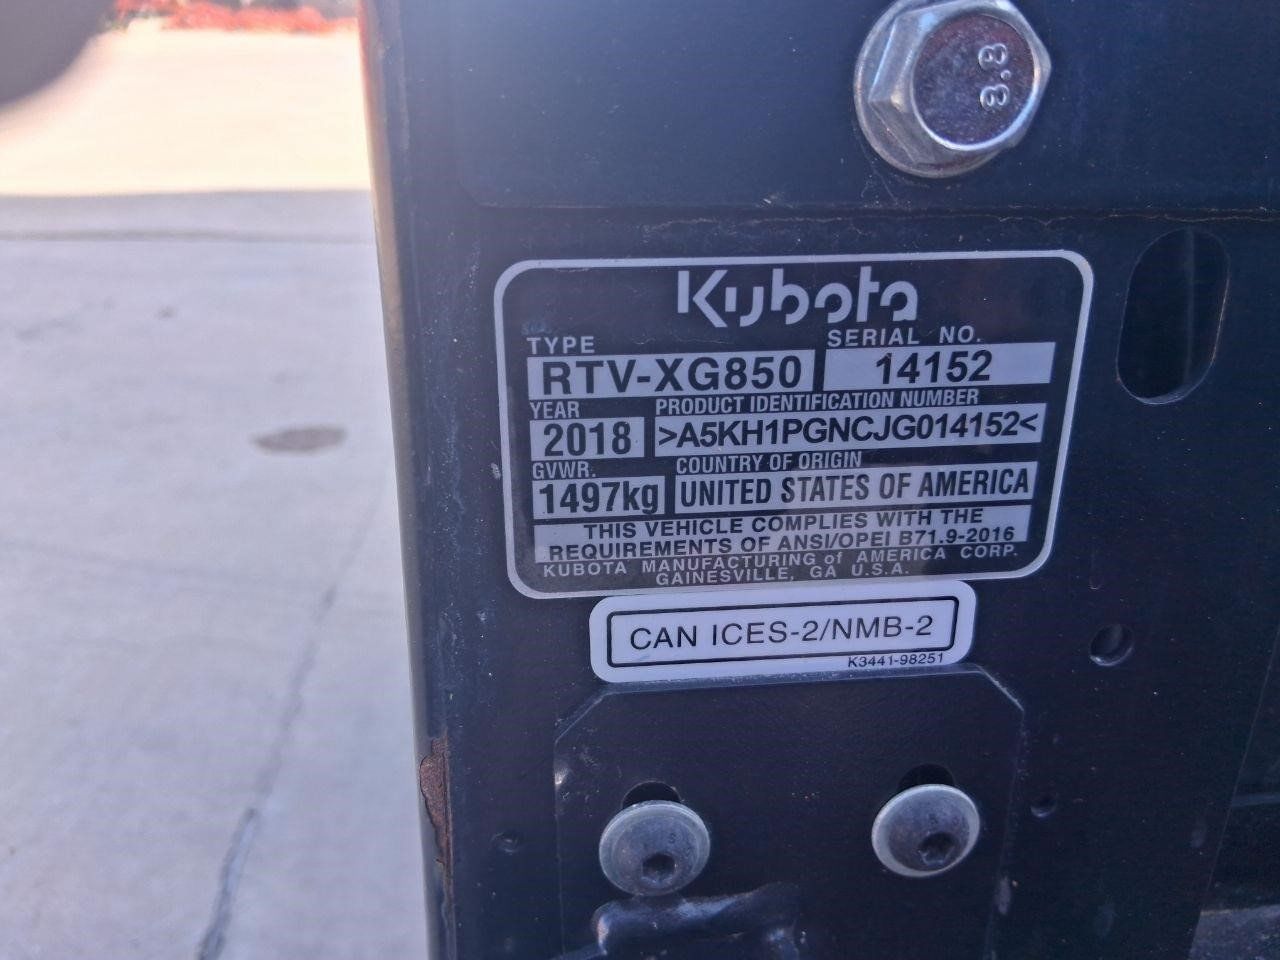 8.8
Kubota
TYPE SERIAL NO.
RTV-XG850 14152
YEAR PRODUCT IDENTIFICATION NUMBER
2018 >A5KH1PGNCJG014152<
GVWR. COUNTRY OF ORIGIN
1497kg UNITED STATES OF AMERICA
THIS VEHICLE COMPLIES WITH THE
REQUIREMENTS OF ANSI/OPEI B71.9-2016
KUBOTA MANUFACTURING of AMERICA CORP.
GAINESVILLE, GA U.S.A.
CAN ICES-2/NMB-2
K3441-98251